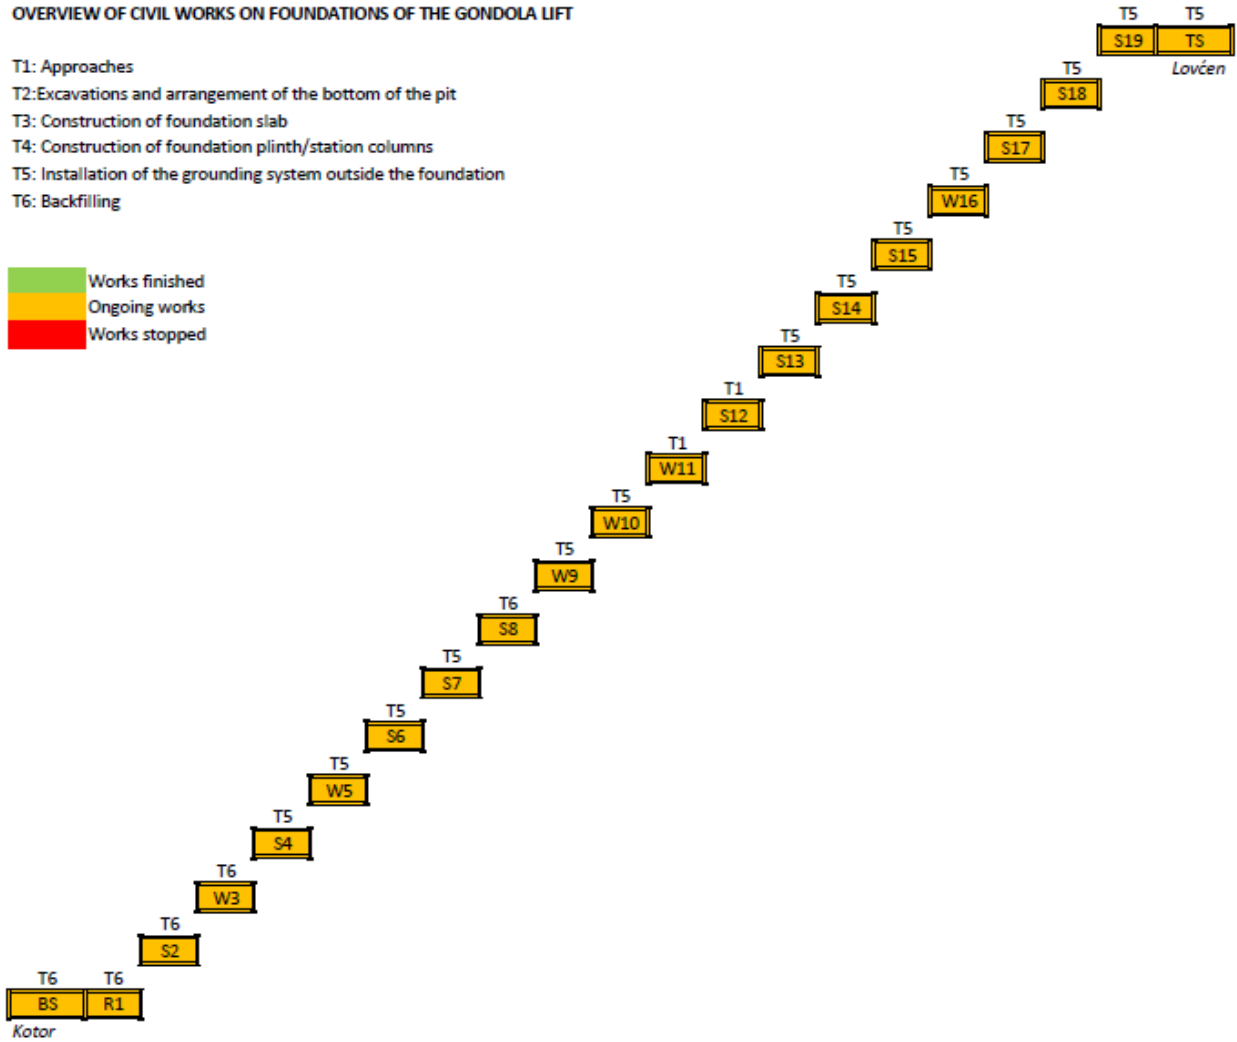 OVERVIEW OF CIVIL WORKS ON FOUNDATIONS OF THE GONDOLA LIFT
T1: Approaches
T2:Excavations and arrangement of the bottom of the pit
T3: Construction of foundation slab
T4: Construction of foundation plinth/station columns
T5: Installation of the grounding system outside the foundation
T6: Backfilling
Works finished
Ongoing works
Works stopped
T5 T5
S19 TS
Lovćen
T5
S18
T5
S17
T5
W16
T5
S15
T5
S14
T5
S13
T1
S12
T1
W11
T5
W10
T5
W9
T6
S8
T5
S7
T5
S6
T5
W5
T5
S4
T6
W3
T6
S2
T6 T6
BS R1
Kotor